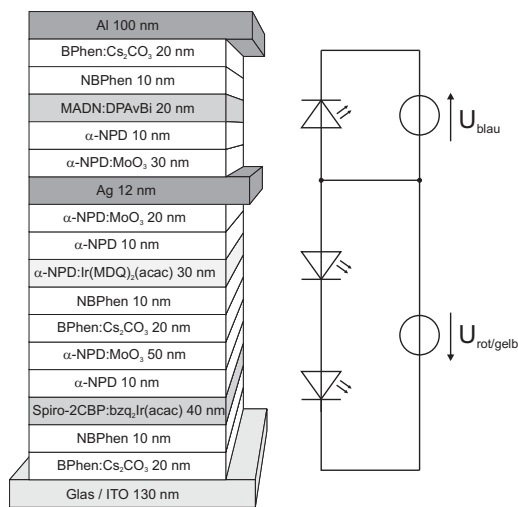 Al 100 nm
BPhen:Cs₂CO₃ 20 nm
NBPhen 10 nm
MADN:DPAvBi 20 nm
α-NPD 10 nm
α-NPD:MoO₃ 30 nm
Ag 12 nm
α-NPD:MoO₃ 20 nm
α-NPD 10 nm
α-NPD:Ir(MDQ)₂(acac) 30 nm
NBPhen 10 nm
BPhen:Cs₂CO₃ 20 nm
α-NPD:MoO₃ 50 nm
α-NPD 10 nm
Spiro-2CBP:bzq₂Ir(acac) 40 nm
NBPhen 10 nm
BPhen:Cs₂CO₃ 20 nm
Glas / ITO 130 nm
U blau
U rot/gelb